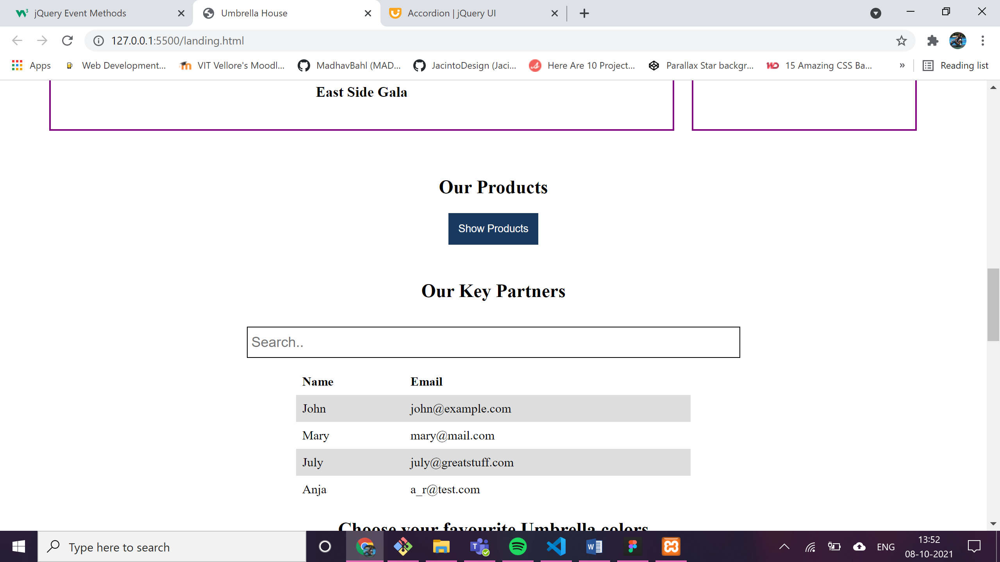 jQuery Event Methods
Umbrella House
Accordion | jQuery UI
127.0.0.1:5500/landing.html
Apps
Web Development...
VIT Vellore's Moodl...
MadhavBahl (MAD...
JacintoDesign (Jaci...
Here Are 10 Project...
Parallax Star backgr...
15 Amazing CSS Ba...
»
Reading list
East Side Gala
Our Products
Show Products
Our Key Partners
Search..
Name Email
John john@example.com
Mary mary@mail.com
July july@greatstuff.com
Anja a_r@test.com
Choose your favourite Umbrella colors
Type here to search
ENG
13:52
08-10-2021